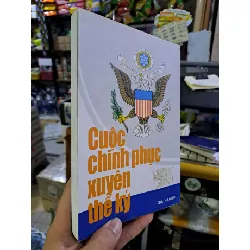 Cuộc
chinh phục
xuyên
thế kỷ